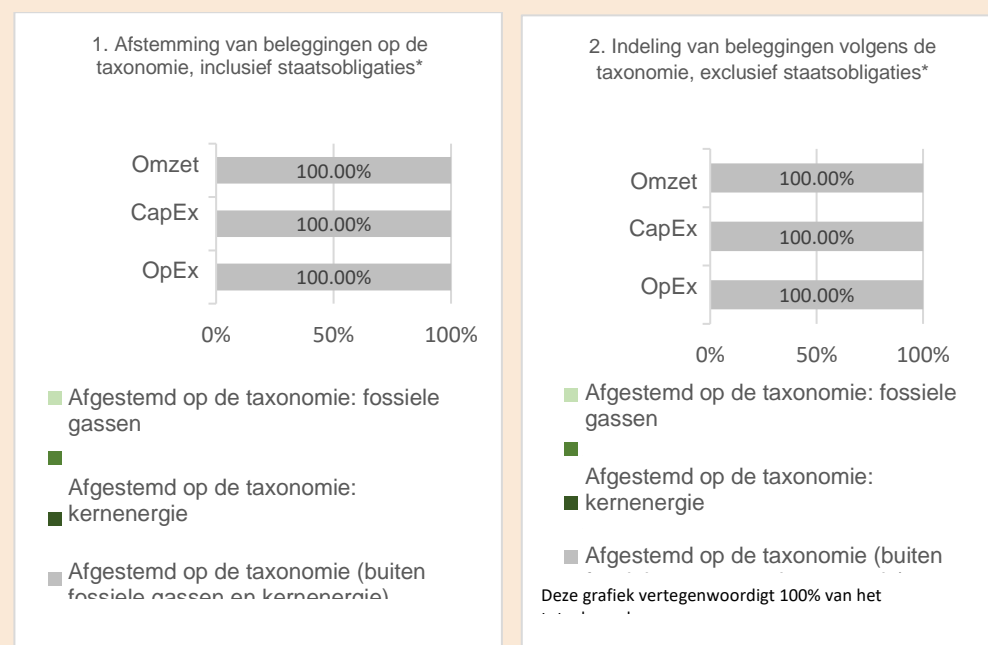 1. Afstemming van beleggingen op de
taxonomie, inclusief staatsobligaties*
Omzet
100.00%
CapEx
100.00%
OpEx
100.00%
0%
50%
100%
Afgestemd op de taxonomie: fossiele
gassen
Afgestemd op de taxonomie:
kernenergie
Afgestemd op de taxonomie (buiten
fossiele gassen en kernenergie)
2. Indeling van beleggingen volgens de
taxonomie, exclusief staatsobligaties*
Omzet
100.00%
CapEx
100.00%
OpEx
100.00%
0%
50%
100%
Afgestemd op de taxonomie: fossiele
gassen
Afgestemd op de taxonomie:
kernenergie
Afgestemd op de taxonomie (buiten
Deze grafiek vertegenwoordigt 100% van het